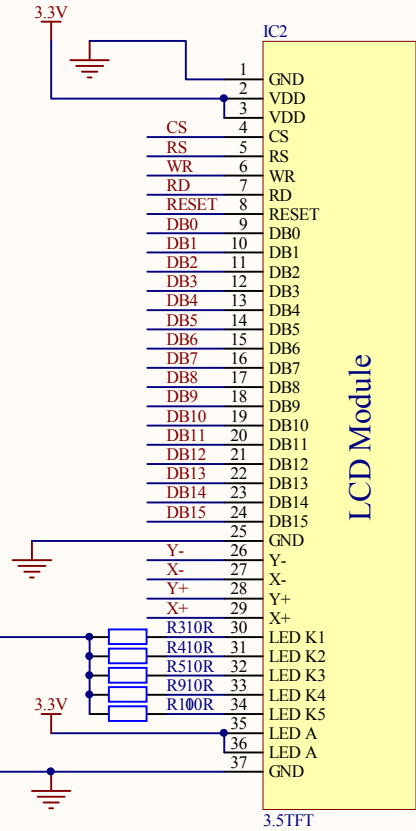 3.3V
IC2
1 GND
2 VDD
3 VDD
CS 4 CS
RS 5 RS
WR 6 WR
RD 7 RD
RESET 8 RESET
DB0 9 DB0
DB1 10 DB1
DB2 11 DB2
DB3 12 DB3
DB4 13 DB4
DB5 14 DB5
DB6 15 DB6
DB7 16 DB7
DB8 17 DB8
DB9 18 DB9
DB10 19 DB10
DB11 20 DB11
DB12 21 DB12
DB13 22 DB13
DB14 23 DB14
DB15 24 DB15
25 GND
Y- 26 Y-
X- 27 X-
Y+ 28 Y+
X+ 29 X+
R310R 30 LED K1
R410R 31 LED K2
R510R 32 LED K3
R910R 33 LED K4
34 LED K5
3.3V
35 LED A
36 LED A
37 GND
LCD Module
3.5TFT